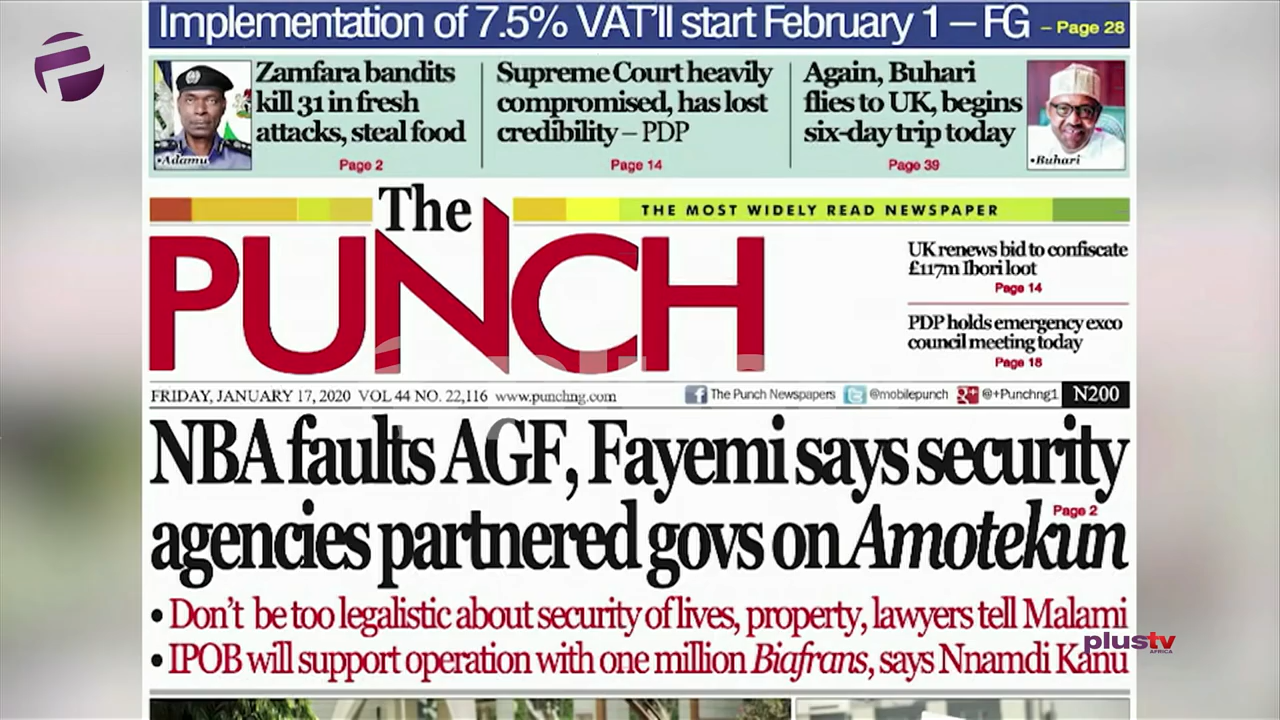 Implementation of 7.5% VAT'll start February 1 – FG – Page 28
Zamfara bandits
kill 31 in fresh
attacks, steal food
Page 2
•Adamu
Supreme Court heavily
compromised, has lost
credibility – PDP
Page 14
Again, Buhari
flies to UK, begins
six-day trip today
Page 39
•Buhari
The
PUNCH
THE MOST WIDELY READ NEWSPAPER
UK renews bid to confiscate
£117m Ibori loot
Page 14
PDP holds emergency exco
council meeting today
Page 18
FRIDAY, JANUARY 17, 2020 VOL 44 NO. 22,116 www.punchng.com
The Punch Newspapers @mobilepunch @+Punchng1 N200
NBA faults AGF, Fayemi says security
agencies partnered govs on Amotekun
Page 2
• Don't be too legalistic about security of lives, property, lawyers tell Malami
• IPOB will support operation with one million Biafrans, says Nnamdi Kanu
plustv
AFRICA